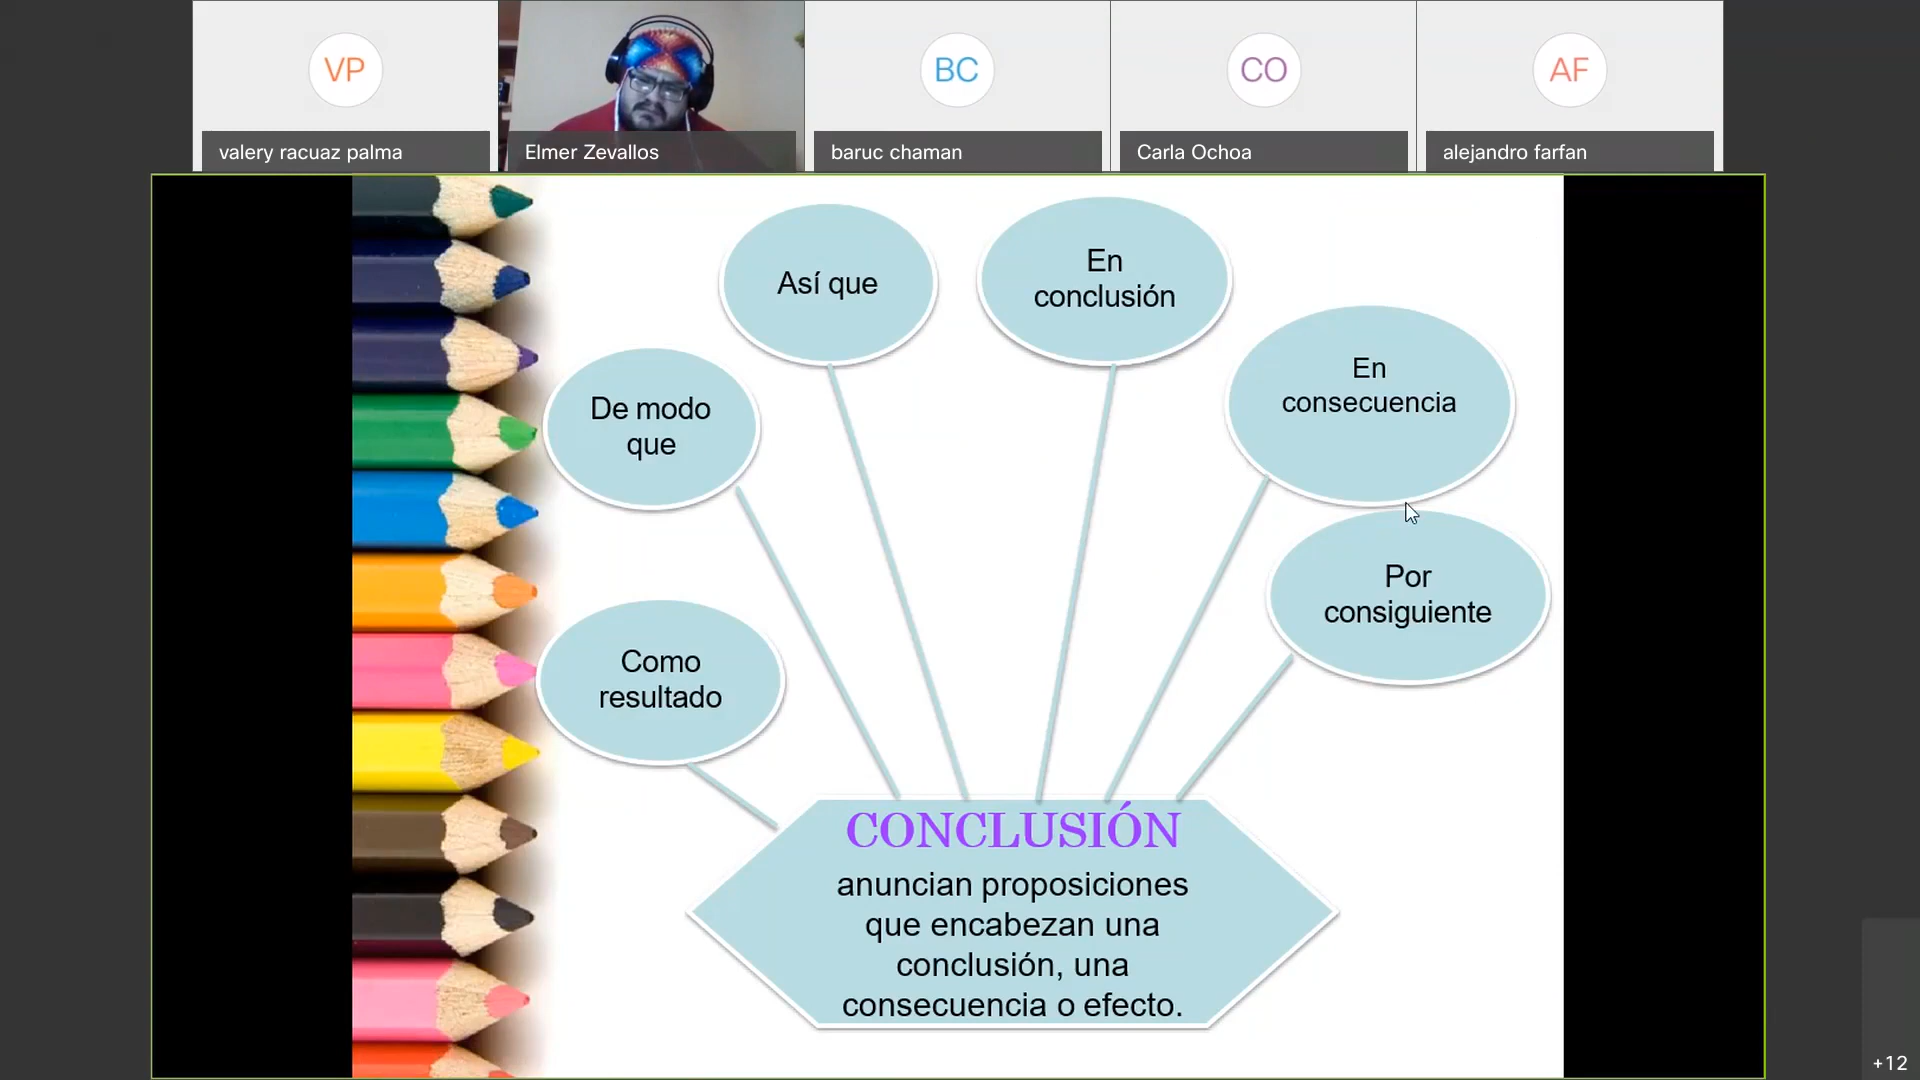 VP
valery racuaz palma
Elmer Zevallos
BC
baruc chaman
CO
Carla Ochoa
AF
alejandro farfan
Así que
En
conclusión
De modo
que
En
consecuencia
Por
consiguiente
Como
resultado
CONCLUSIÓN
anuncian proposiciones
que encabezan una
conclusión, una
consecuencia o efecto.
+12